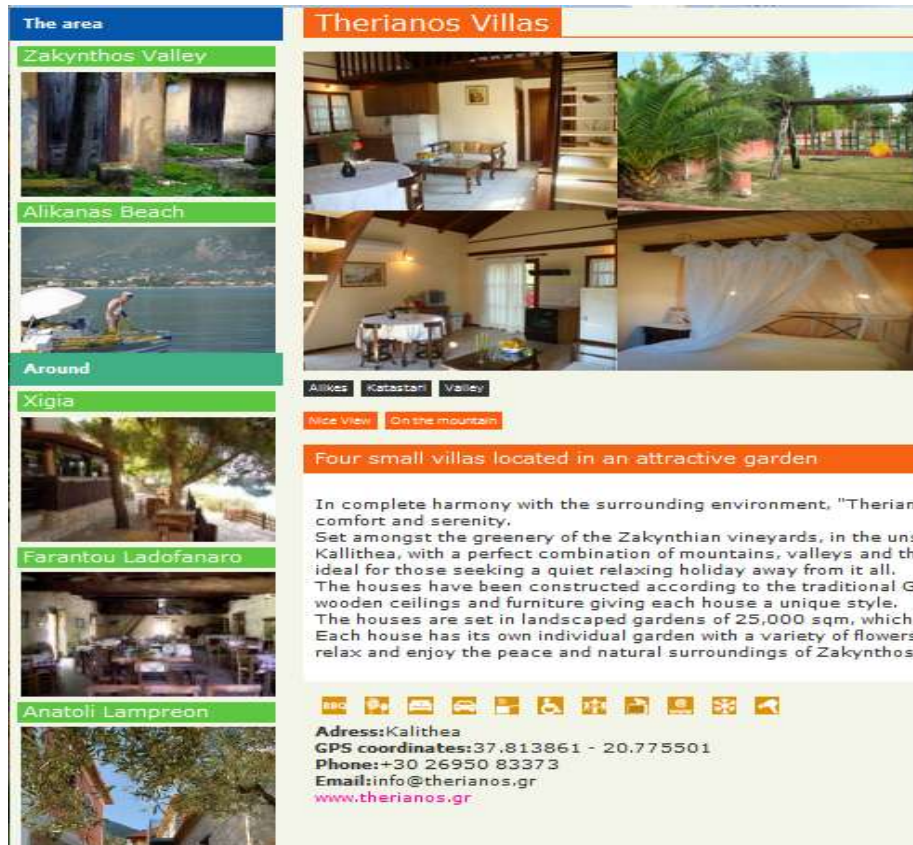 The area
Zakynthos Valley
Alikanas Beach
Around
Xigia
Farantou Ladofanaro
Anatoli Lampreon
Therianos Villas
Alikes Katastari Valley
Nice View On the mountain
Four small villas located in an attractive garden
In complete harmony with the surrounding environment, "Therian
comfort and serenity.
Set amongst the greenery of the Zakynthian vineyards, in the uns
Kallithea, with a perfect combination of mountains, valleys and th
ideal for those seeking a quiet relaxing holiday away from it all.
The houses have been constructed according to the traditional G
wooden ceilings and furniture giving each house a unique style.
The houses are set in landscaped gardens of 25,000 sqm, which
Each house has its own individual garden with a variety of flowers
relax and enjoy the peace and natural surroundings of Zakynthos
BBQ
Adress:Kalithea
GPS coordinates:37.813861 - 20.775501
Phone:+30 26950 83373
Email:info@therianos.gr
www.therianos.gr